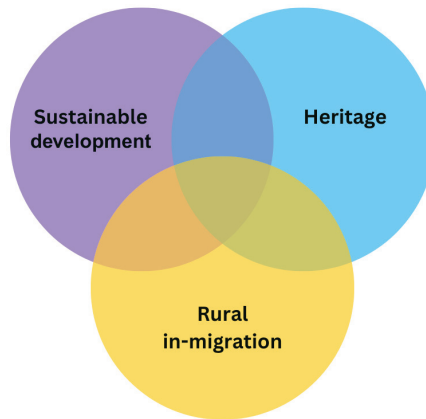 Sustainable
development
Heritage
Rural
in-migration